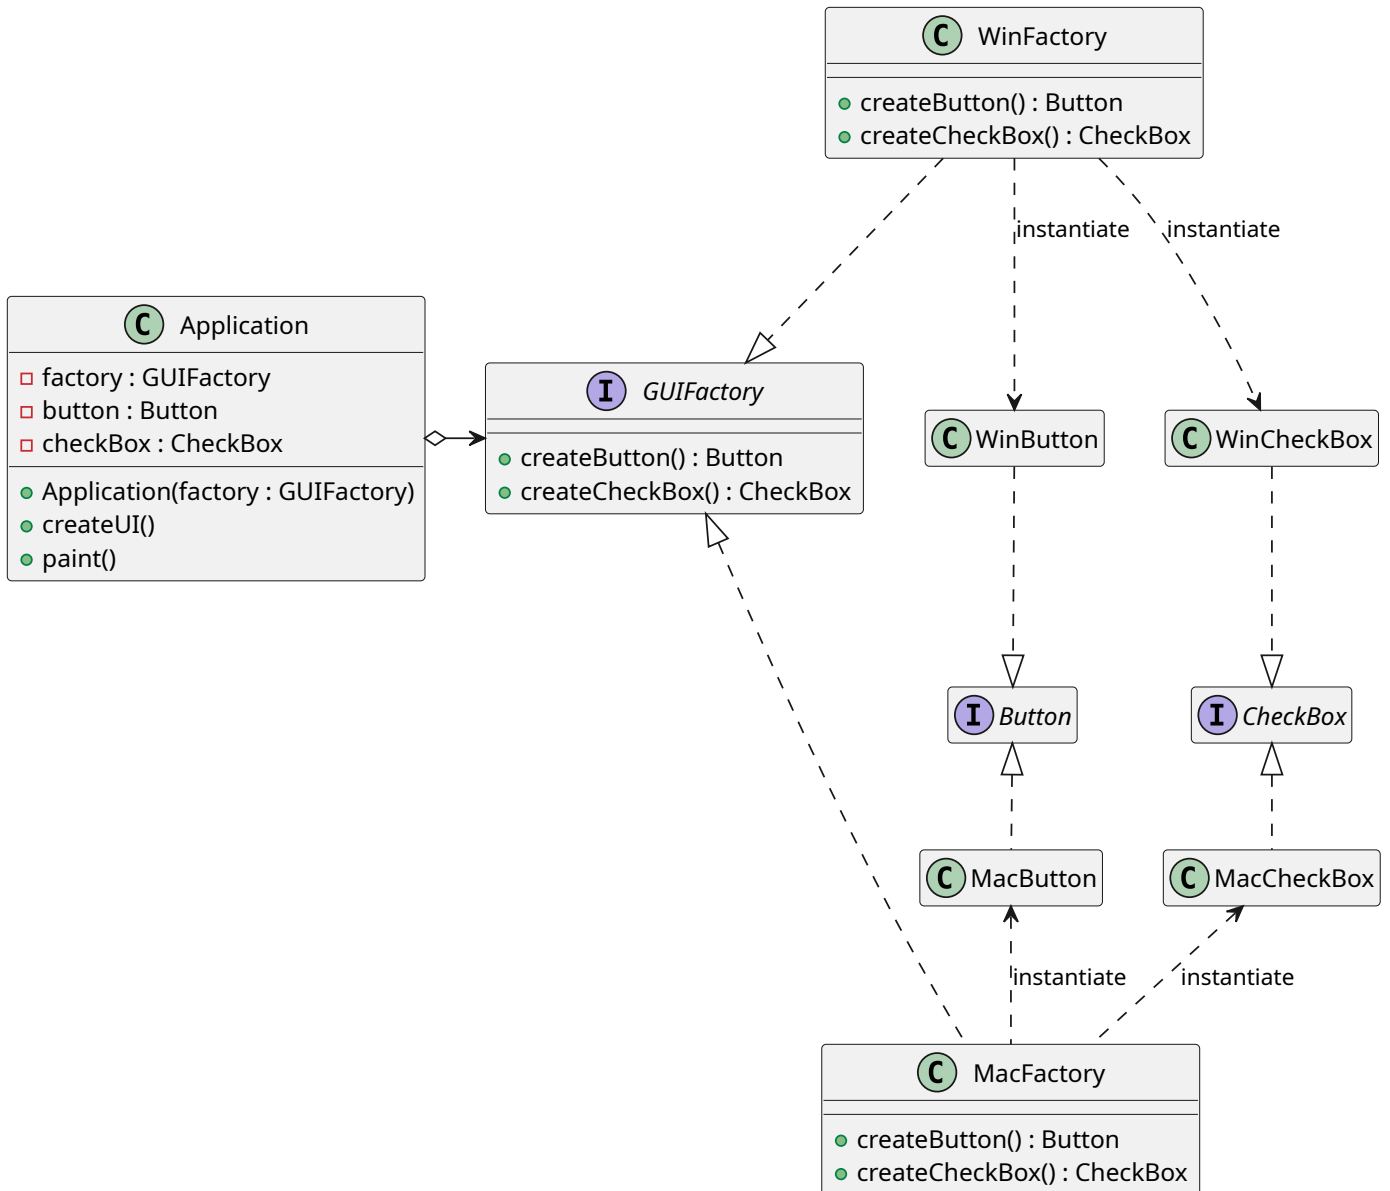 C WinFactory
createButton() : Button
createCheckBox() : CheckBox
instantiate
instantiate
C Application
factory : GUIFactory
button : Button
checkBox : CheckBox
Application(factory : GUIFactory)
createUI()
paint()
I GUIFactory
createButton() : Button
createCheckBox() : CheckBox
C WinButton
C WinCheckBox
I Button
I CheckBox
C MacButton
C MacCheckBox
instantiate
instantiate
C MacFactory
createButton() : Button
createCheckBox() : CheckBox